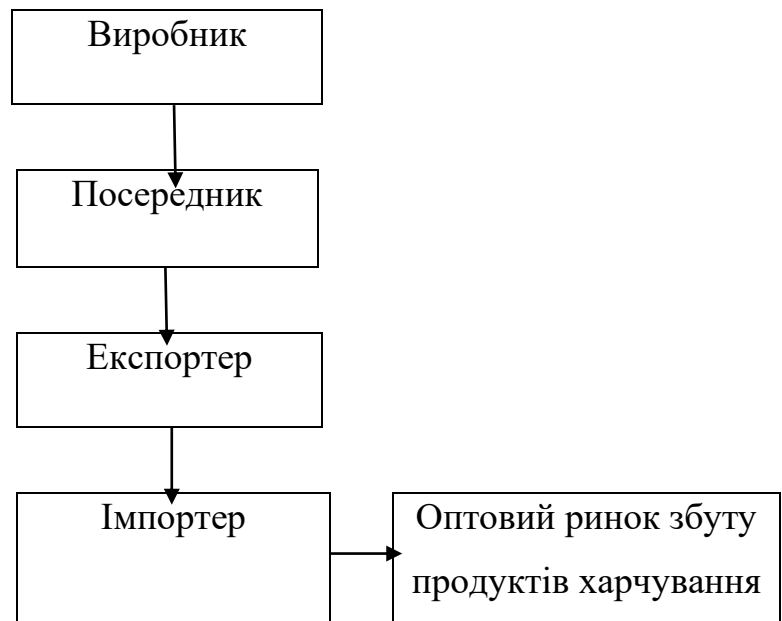 Виробник
Посередник
Експортер
Імпортер
Оптовий ринок збуту
продуктів харчування